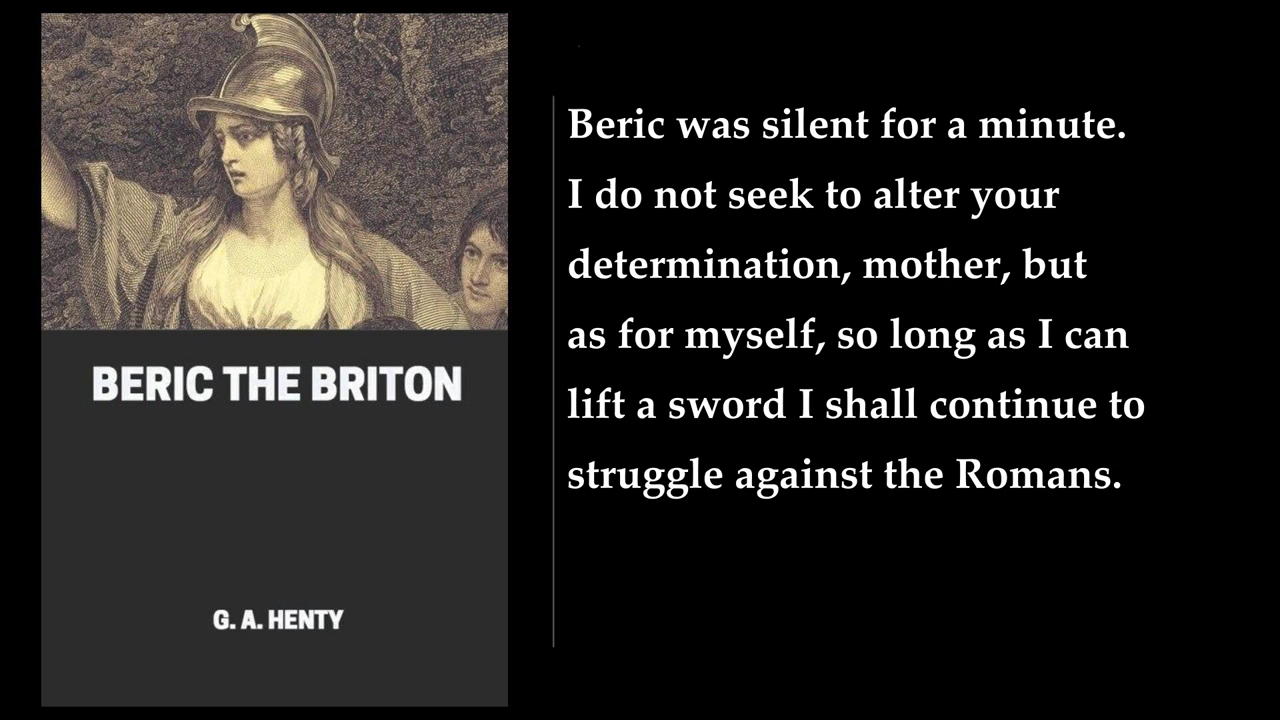 BERIC THE BRITON
G. A. HENTY
Beric was silent for a minute.
I do not seek to alter your
determination, mother, but
as for myself, so long as I can
lift a sword I shall continue to
struggle against the Romans.